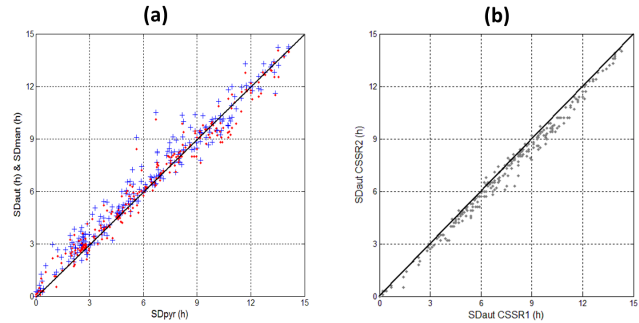 (a)
(b)
15
12
9
6
3
0
SDaut (h) & SDman (h)
0 3 6 9 12 15
SDpyr (h)
15
12
9
6
3
0
SDaut CSSR2 (h)
0 3 6 9 12 15
SDaut CSSR1 (h)